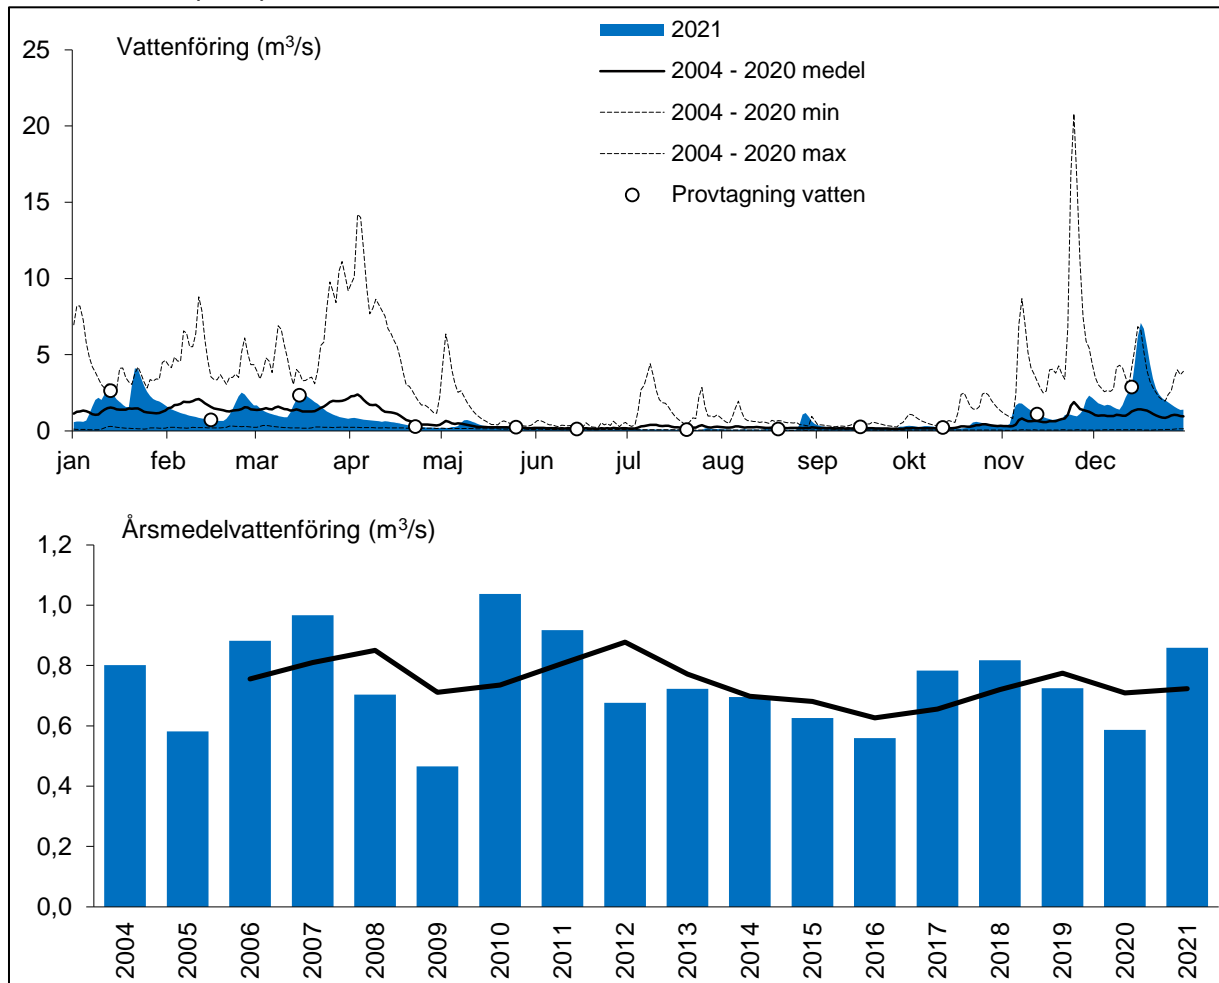 Vattenföring (m³/s)
2021
2004 - 2020 medel
2004 - 2020 min
2004 - 2020 max
Provtagning vatten
25
20
15
10
5
0
jan feb mar apr maj jun jul aug sep okt nov dec
Årsmedelvattenföring (m³/s)
1,2
1,0
0,8
0,6
0,4
0,2
0,0
2004 2005 2006 2007 2008 2009 2010 2011 2012 2013 2014 2015 2016 2017 2018 2019 2020 2021